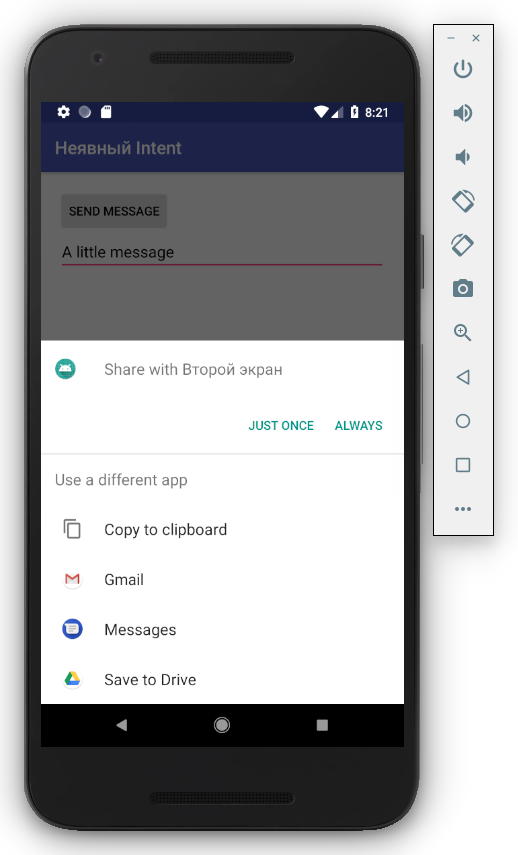 8:21
Неявный Intent
SEND MESSAGE
A little message
Share with Второй экран
JUST ONCE ALWAYS
Use a different app
Copy to clipboard
Gmail
Messages
Save to Drive